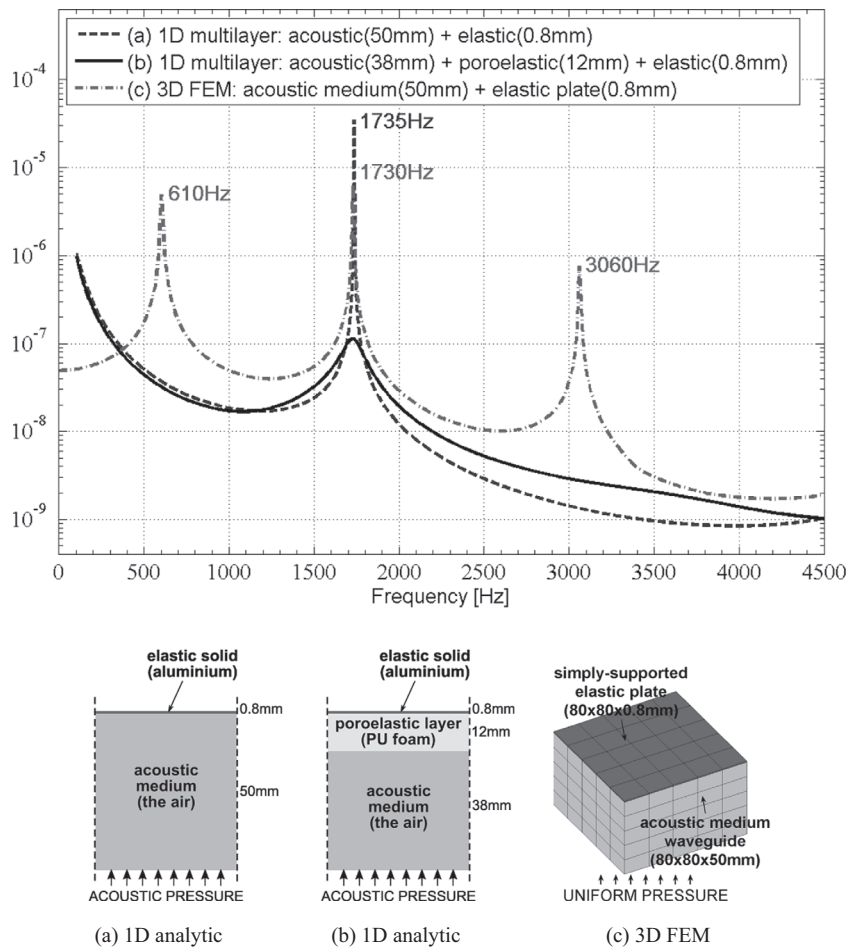 (a) 1D multilayer: acoustic(50mm) + elastic(0.8mm)
(b) 1D multilayer: acoustic(38mm) + poroelastic(12mm) + elastic(0.8mm)
(c) 3D FEM: acoustic medium(50mm) + elastic plate(0.8mm)
10⁻⁴
10⁻⁵
10⁻⁶
10⁻⁷
10⁻⁸
10⁻⁹
1735Hz
1730Hz
610Hz
3060Hz
0 500 1000 1500 2000 2500 3000 3500 4000 4500
Frequency [Hz]
elastic solid
(aluminium)
0.8mm
acoustic
medium
(the air)
50mm
ACOUSTIC PRESSURE
(a) 1D analytic
elastic solid
(aluminium)
0.8mm
poroelastic layer
(PU foam)
12mm
acoustic
medium
(the air)
38mm
ACOUSTIC PRESSURE
(b) 1D analytic
simply-supported
elastic plate
(80x80x0.8mm)
acoustic medium
waveguide
(80x80x50mm)
UNIFORM PRESSURE
(c) 3D FEM